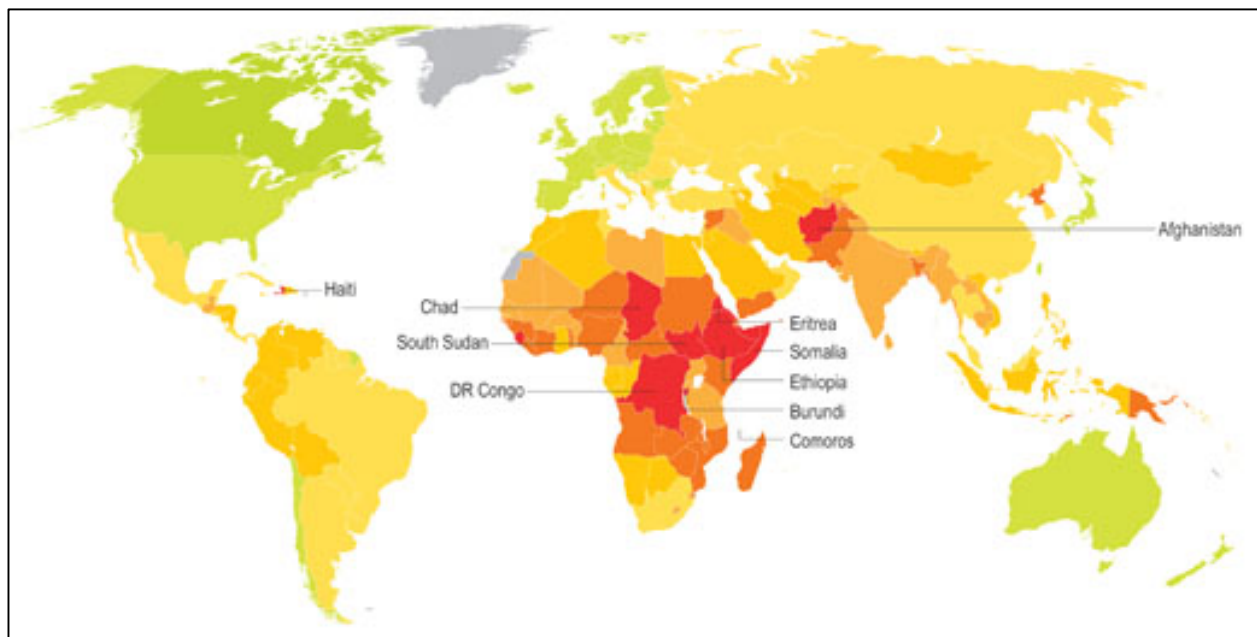 Afghanistan
Haiti
Chad
Eritrea
South Sudan
Somalia
Ethiopia
DR Congo
Burundi
Comoros